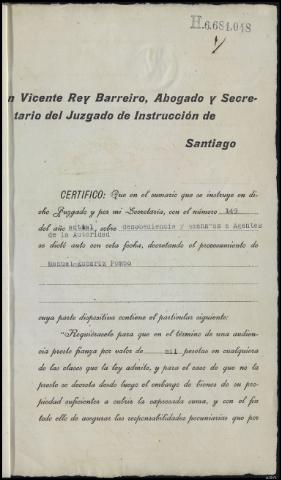 H.6.681.048
n Vicente Rey Barreiro, Abogado y Secre-
tario del Juzgado de Instrucción de
Santiago
CERTIFICO: Que en el sumario que se instruye en di-
cho Juzgado y por mi Secretaría, con el número 149
del año actual, sobre desobediencia y amenazas a Agentes
de la Autoridad
se dictó auto con esta fecha, decretando el procesamiento de
Manuel Pombo
cuya parte dispositiva contiene el particular siguiente:
"Requiérasele para que en el término de una audien-
cia preste fianza por valor de mil pesetas en cualquiera
de las clases que la ley admite, y para el caso de que no la
preste se decreta desde luego el embargo de bienes de su pro-
piedad suficientes a cubrir la expresada suma, y con el fin
todo ello de asegurar las responsabilidades pecuniarias que por